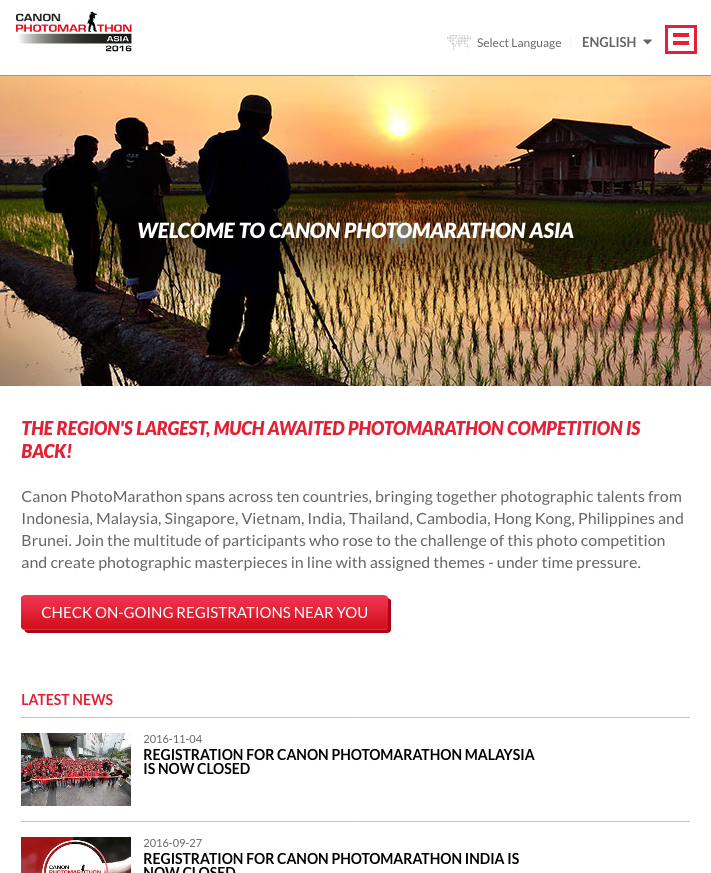 CANON
PHOTOMARATHON
ASIA
2016
Select Language
ENGLISH
WELCOME TO CANON PHOTOMARATHON ASIA
THE REGION'S LARGEST, MUCH AWAITED PHOTOMARATHON COMPETITION IS
BACK!
Canon PhotoMarathon spans across ten countries, bringing together photographic talents from
Indonesia, Malaysia, Singapore, Vietnam, India, Thailand, Cambodia, Hong Kong, Philippines and
Brunei. Join the multitude of participants who rose to the challenge of this photo competition
and create photographic masterpieces in line with assigned themes - under time pressure.
CHECK ON-GOING REGISTRATIONS NEAR YOU
LATEST NEWS
2016-11-04
REGISTRATION FOR CANON PHOTOMARATHON MALAYSIA
IS NOW CLOSED
2016-09-27
CANON
PHOTOMARATHON
REGISTRATION FOR CANON PHOTOMARATHON INDIA IS
NOW CLOSED